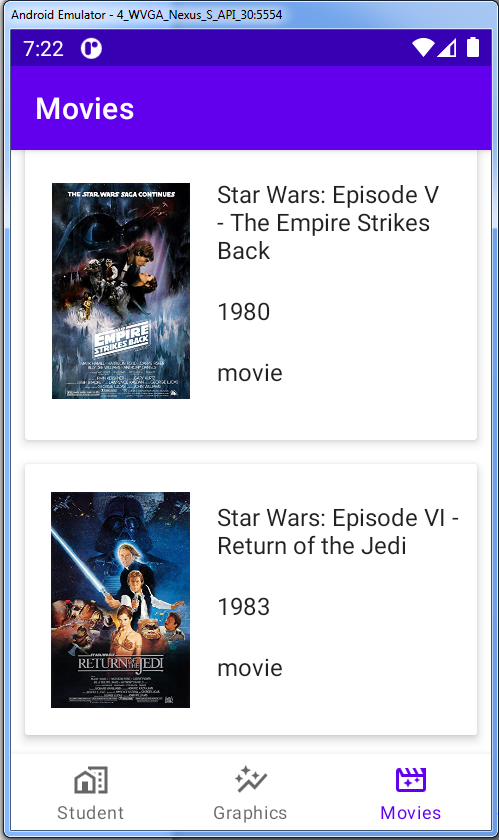 Android Emulator - 4_WVGA_Nexus_S_API_30:5554
7:22
Movies
THE STAR WARS SAGA CONTINUES
THE
EMPIRE
STRIKES BACK
Star Wars: Episode V
- The Empire Strikes
Back
1980
movie
STAR WARS
RETURN OF THE JEDI
Star Wars: Episode VI -
Return of the Jedi
1983
movie
Student
Graphics
Movies